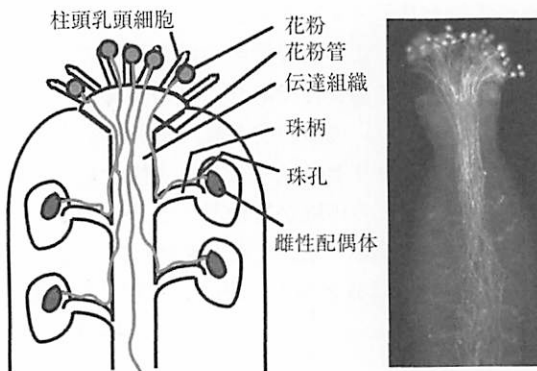 柱頭乳頭細胞
花粉
花粉管
伝達組織
珠柄
珠孔
雌性配偶体